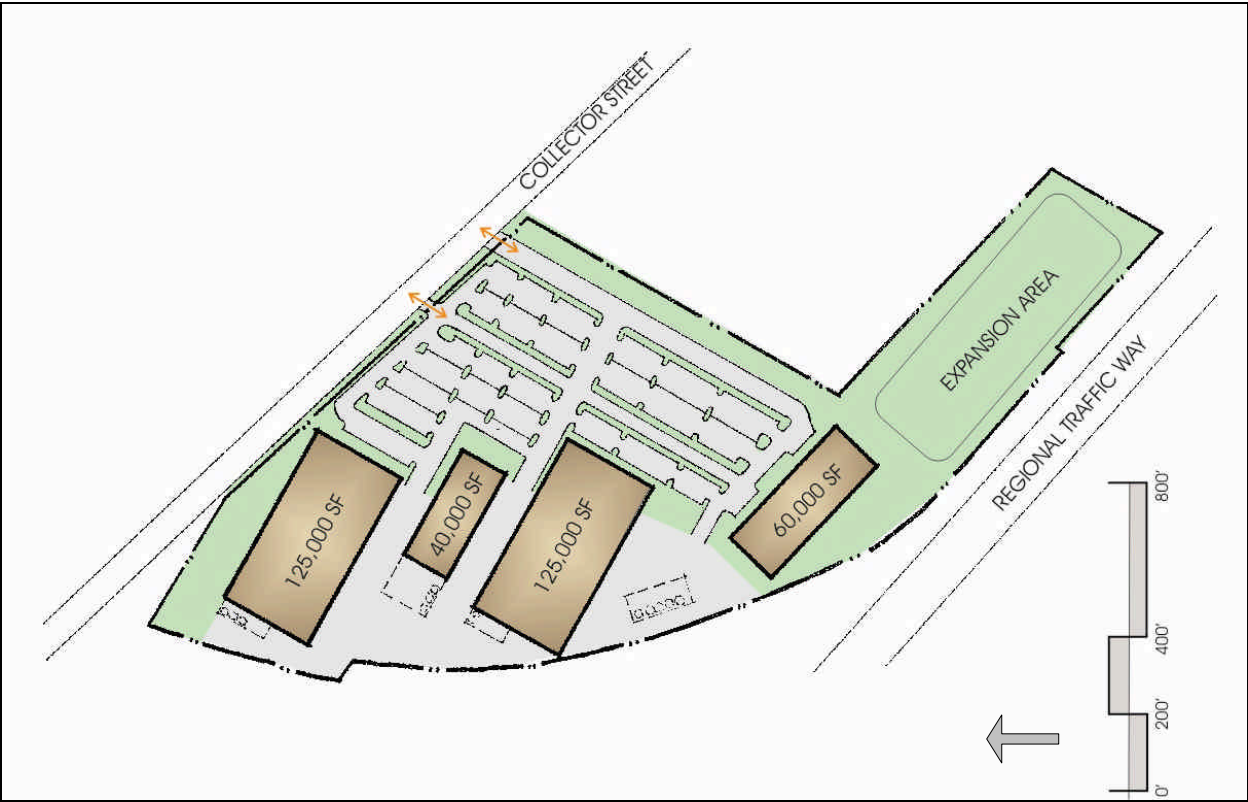 COLLECTOR STREET
EXPANSION AREA
REGIONAL TRAFFIC WAY
125,000 SF
40,000 SF
125,000 SF
60,000 SF
800'
400'
200'
0'